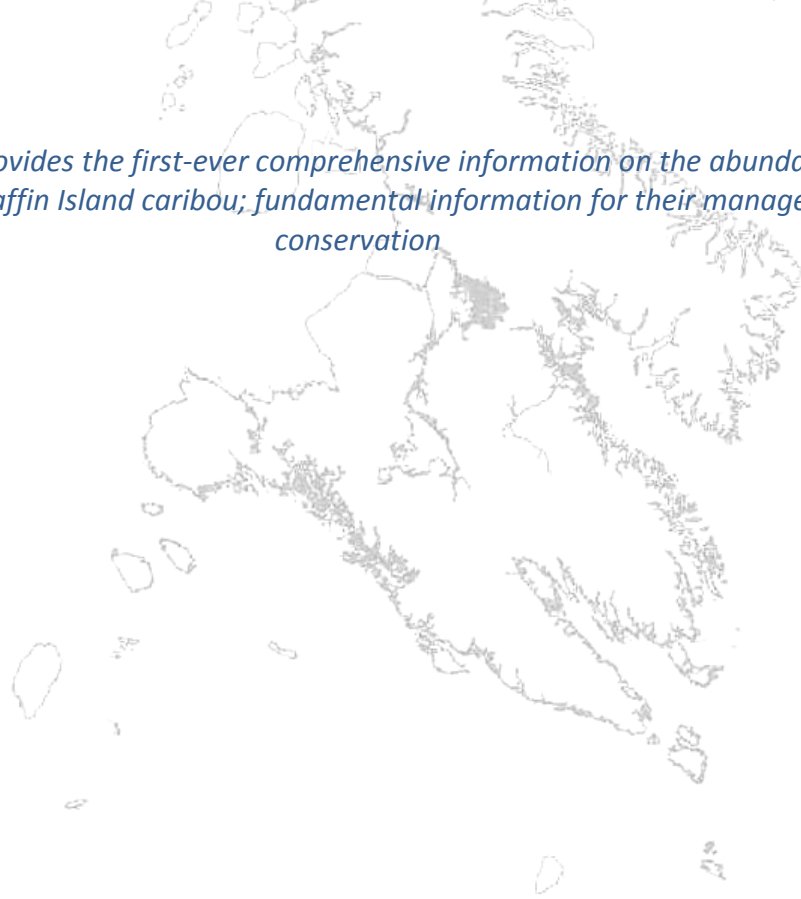 ovides the first-ever comprehensive information on the abunda
affin Island caribou; fundamental information for their manage
conservation